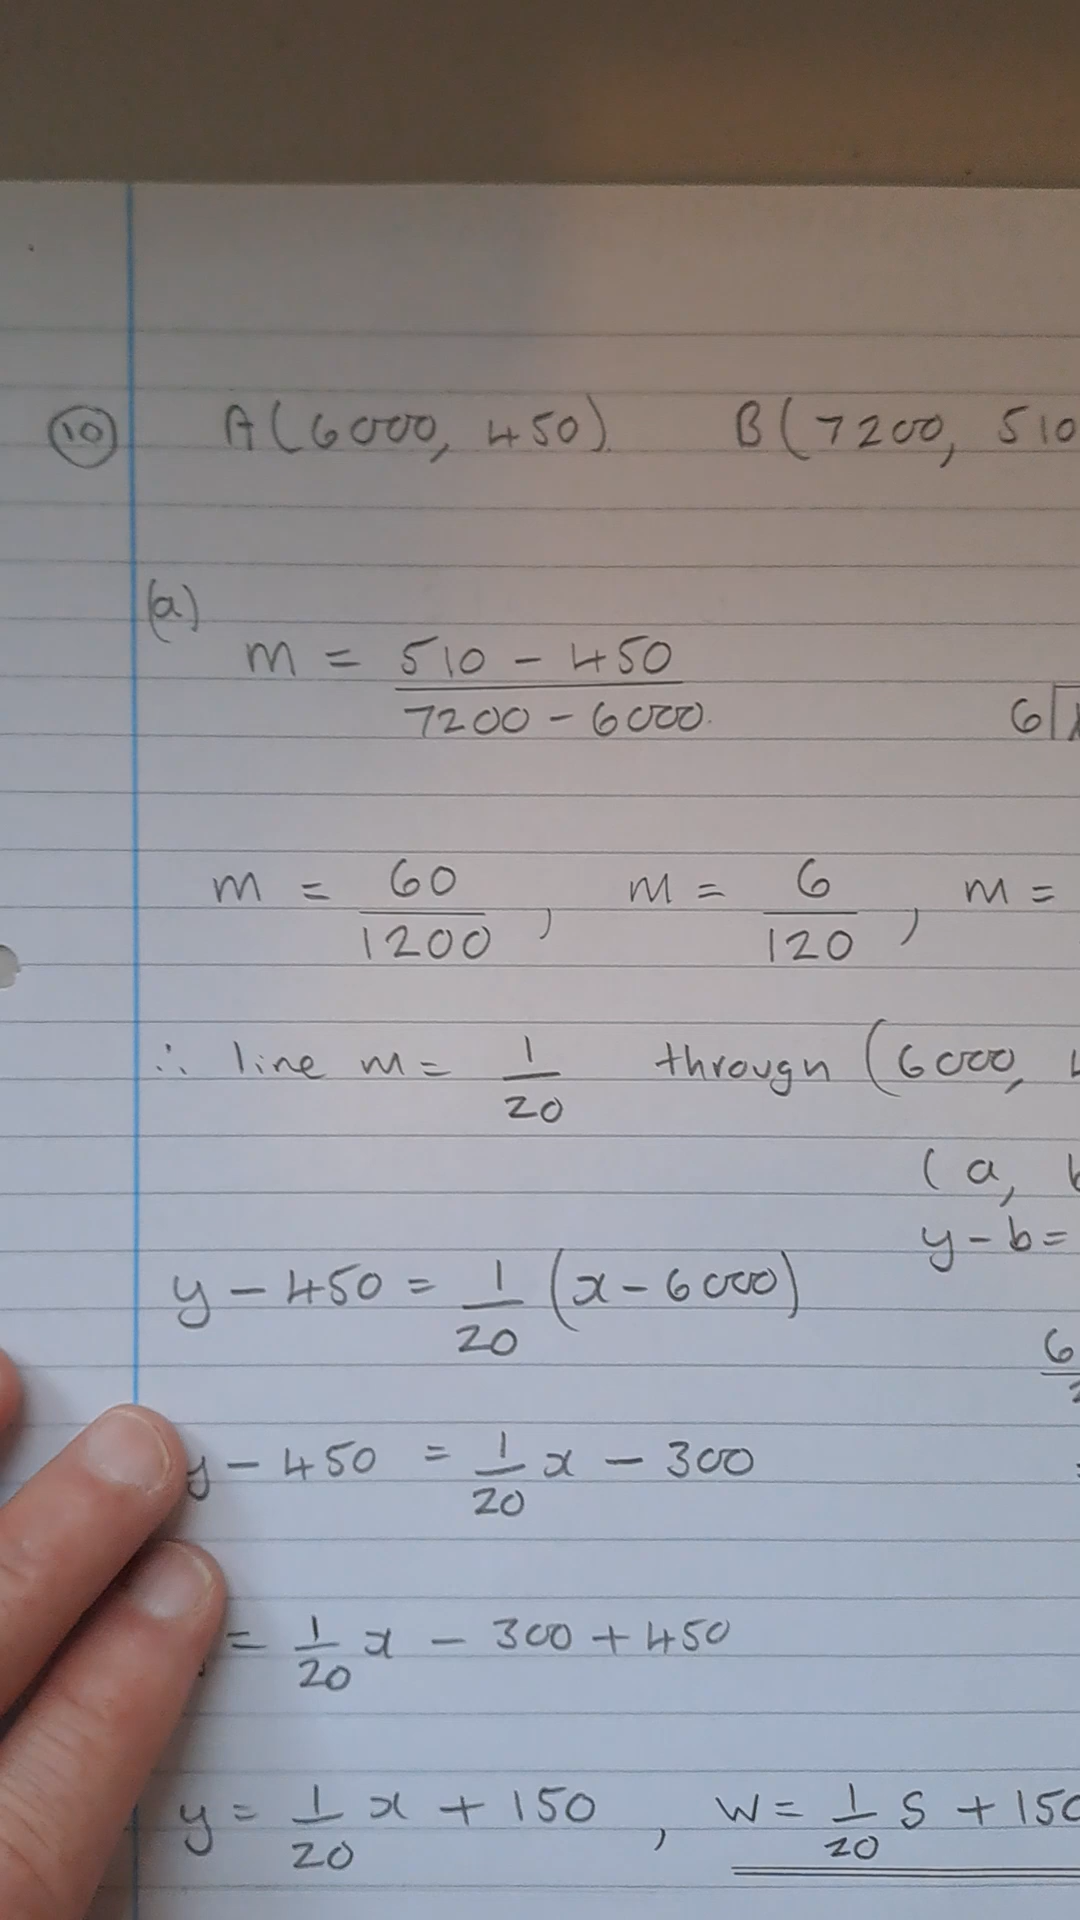 10 A(6000, 450) B(7200, 510
(a)
m = 510 - 450
7200 - 6000
6
m = 60/1200, m = 6/120, m =
∴ line m = 1/20 through (6000,
(a,
y - b =
y - 450 = 1/20 (x - 6000)
6
y - 450 = 1/20 x - 300
= 1/20 x - 300 + 450
y = 1/20 x + 150, W = 1/20 S + 150